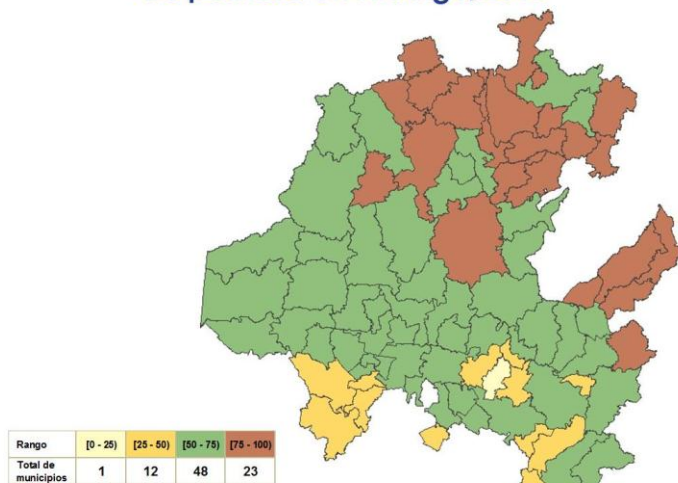 Rango [0 - 25) [25 - 50) [50 - 75) [75 - 100)
Total de municipios 1 12 48 23